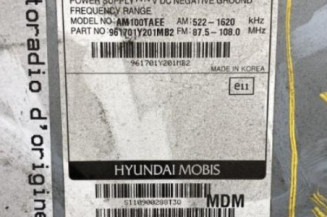 POWER SUPPLY V DC NEGATIVE GROUND
FREQUENCY RANGE
MODEL NO AM100TAEE AM: 522 - 1620 kHz
PART NO 961701Y201MB2 FM: 87.5 - 108.0 MHz
961701Y201MB2
MADE IN KOREA
e11
HYUNDAI MOBIS
MDM
toradio d'origine